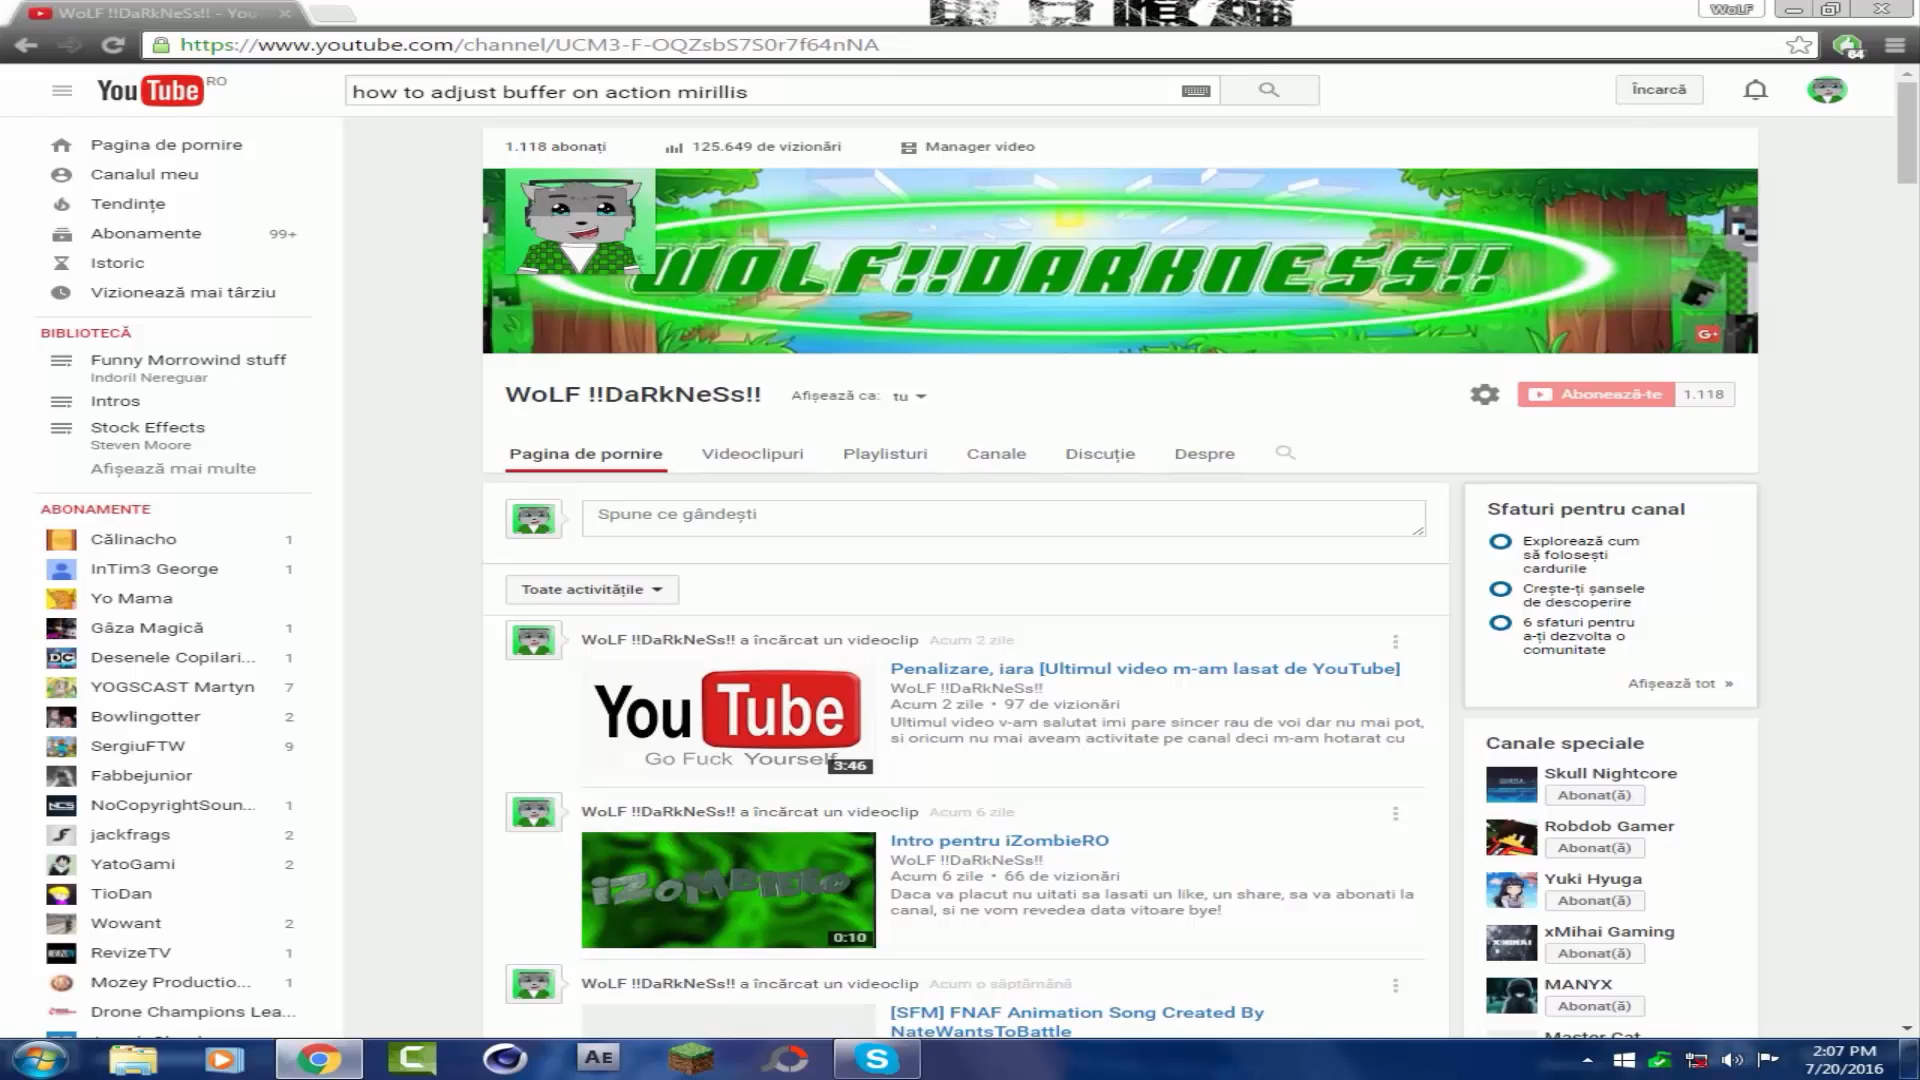 WoLF !!DaRkNeSs!! - You
WoLF
https://www.youtube.com/channel/UCM3-F-OQZsbS7S0r7f64nNA
64
YouTube RO
how to adjust buffer on action mirillis
Încarcă
Pagina de pornire
Canalul meu
Tendințe
Abonamente 99+
Istoric
Vizionează mai târziu
BIBLIOTECĂ
Funny Morrowind stuff
Indoril Nereguar
Intros
Stock Effects
Steven Moore
Afișează mai multe
ABONAMENTE
Călinacho 1
InTim3 George 1
Yo Mama
Gâza Magică 1
Desenele Copilari... 1
YOGSCAST Martyn 7
Bowlingotter 2
SergiuFTW 9
Fabbejunior
NoCopyrightSoun... 1
jackfrags 2
YatoGami 2
TioDan
Wowant 2
RevizeTV 1
Mozey Productio... 1
Drone Champions Lea...
1.118 abonați
125.649 de vizionări
Manager video
WOLF!!DARKNESS!!
G+
WoLF !!DaRkNeSs!!
Afișează ca: tu
Abonează-te 1.118
Pagina de pornire
Videoclipuri
Playlisturi
Canale
Discuție
Despre
Spune ce gândești
Toate activitățile
WoLF !!DaRkNeSs!! a încărcat un videoclip Acum 2 zile
YouTube
Go Fuck Yourself
3:46
Penalizare, iara [Ultimul video m-am lasat de YouTube]
WoLF !!DaRkNeSs!!
Acum 2 zile • 97 de vizionări
Ultimul video v-am salutat imi pare sincer rau de voi dar nu mai pot,
si oricum nu mai aveam activitate pe canal deci m-am hotarat cu
WoLF !!DaRkNeSs!! a încărcat un videoclip Acum 6 zile
iZOMBIERO
0:10
Intro pentru iZombieRO
WoLF !!DaRkNeSs!!
Acum 6 zile • 66 de vizionări
Daca va placut nu uitati sa lasati un like, un share, sa va abonati la
canal, si ne vom revedea data vitoare bye!
WoLF !!DaRkNeSs!! a încărcat un videoclip Acum o săptămână
[SFM] FNAF Animation Song Created By
NateWantsToBattle
Sfaturi pentru canal
Explorează cum
să folosești
cardurile
Crește-ți șansele
de descoperire
6 sfaturi pentru
a-ți dezvolta o
comunitate
Afișează tot »
Canale speciale
Skull Nightcore
Abonat(ă)
Robdob Gamer
Abonat(ă)
Yuki Hyuga
Abonat(ă)
xMihai Gaming
Abonat(ă)
MANYX
Abonat(ă)
Master Cat
AE
2:07 PM
7/20/2016